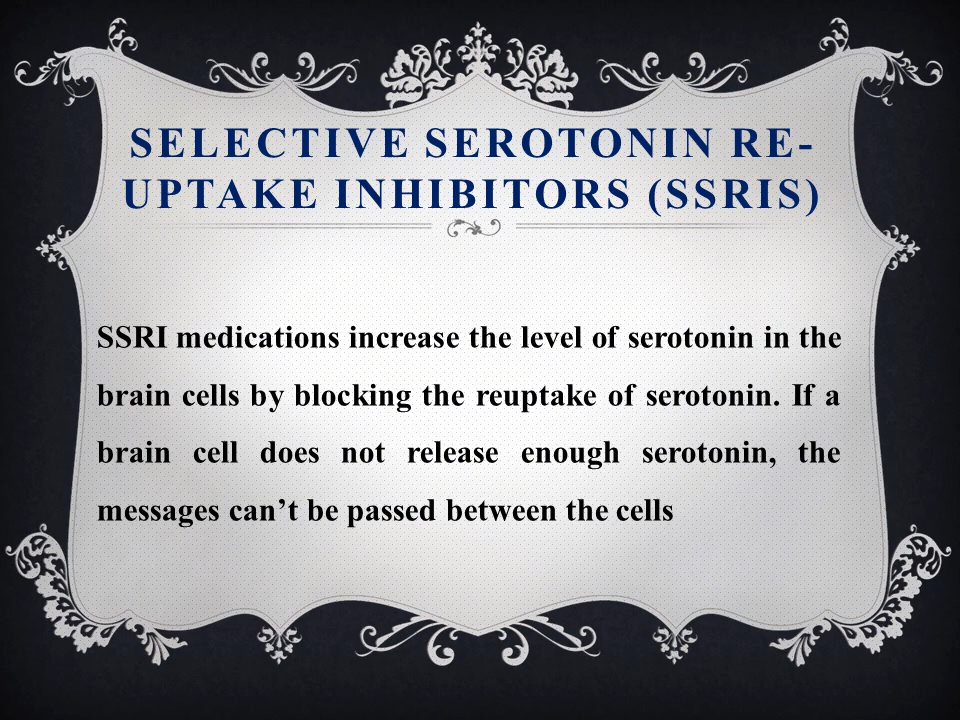 SELECTIVE SEROTONIN RE-
UPTAKE INHIBITORS (SSRIS)
SSRI medications increase the level of serotonin in the
brain cells by blocking the reuptake of serotonin. If a
brain cell does not release enough serotonin, the
messages can’t be passed between the cells